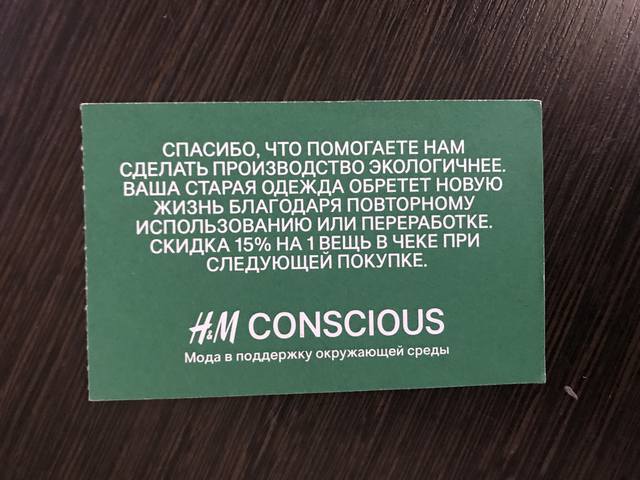 СПАСИБО, ЧТО ПОМОГАЕТЕ НАМ
СДЕЛАТЬ ПРОИЗВОДСТВО ЭКОЛОГИЧНЕЕ.
ВАША СТАРАЯ ОДЕЖДА ОБРЕТЕТ НОВУЮ
ЖИЗНЬ БЛАГОДАРЯ ПОВТОРНОМУ
ИСПОЛЬЗОВАНИЮ ИЛИ ПЕРЕРАБОТКЕ.
СКИДКА 15% НА 1 ВЕЩЬ В ЧЕКЕ ПРИ
СЛЕДУЮЩЕЙ ПОКУПКЕ.
H&M CONSCIOUS
Мода в поддержку окружающей среды